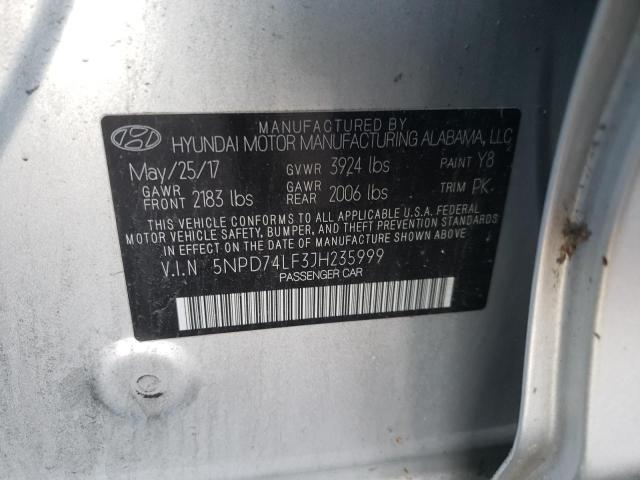 MANUFACTURED BY
HYUNDAI MOTOR MANUFACTURING ALABAMA, LLC
May/25/17 GVWR 3924 lbs PAINT Y8
GAWR FRONT 2183 lbs GAWR REAR 2006 lbs TRIM PK
THIS VEHICLE CONFORMS TO ALL APPLICABLE U.S.A. FEDERAL
MOTOR VEHICLE SAFETY, BUMPER, AND THEFT PREVENTION STANDARDS
IN EFFECT ON THE DATE OF MANUFACTURE SHOWN ABOVE.
V.I.N 5NPD74LF3JH235999
PASSENGER CAR